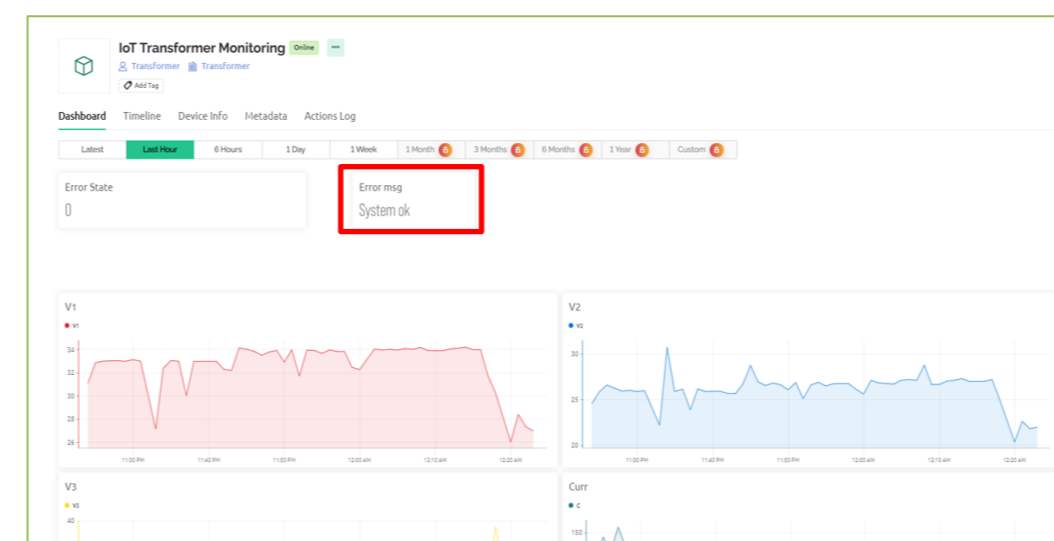 IoT Transformer Monitoring Online ...
Transformer Transformer
Add Tag
Dashboard Timeline Device Info Metadata Actions Log
Latest Last Hour 6 Hours 1 Day 1 Week 1 Month 3 Months 6 Months 1 Year Custom
Error State Error msg
0 System ok
V1 V2
V1 V2
34 30
32
30 25
28
26 20
11:30 PM 11:40 PM 11:50 PM 12:00 AM 12:10 AM 12:20 AM 11:30 PM 11:40 PM 11:50 PM 12:00 AM 12:10 AM 12:20 AM
V3 Curr
V3 C
40 150